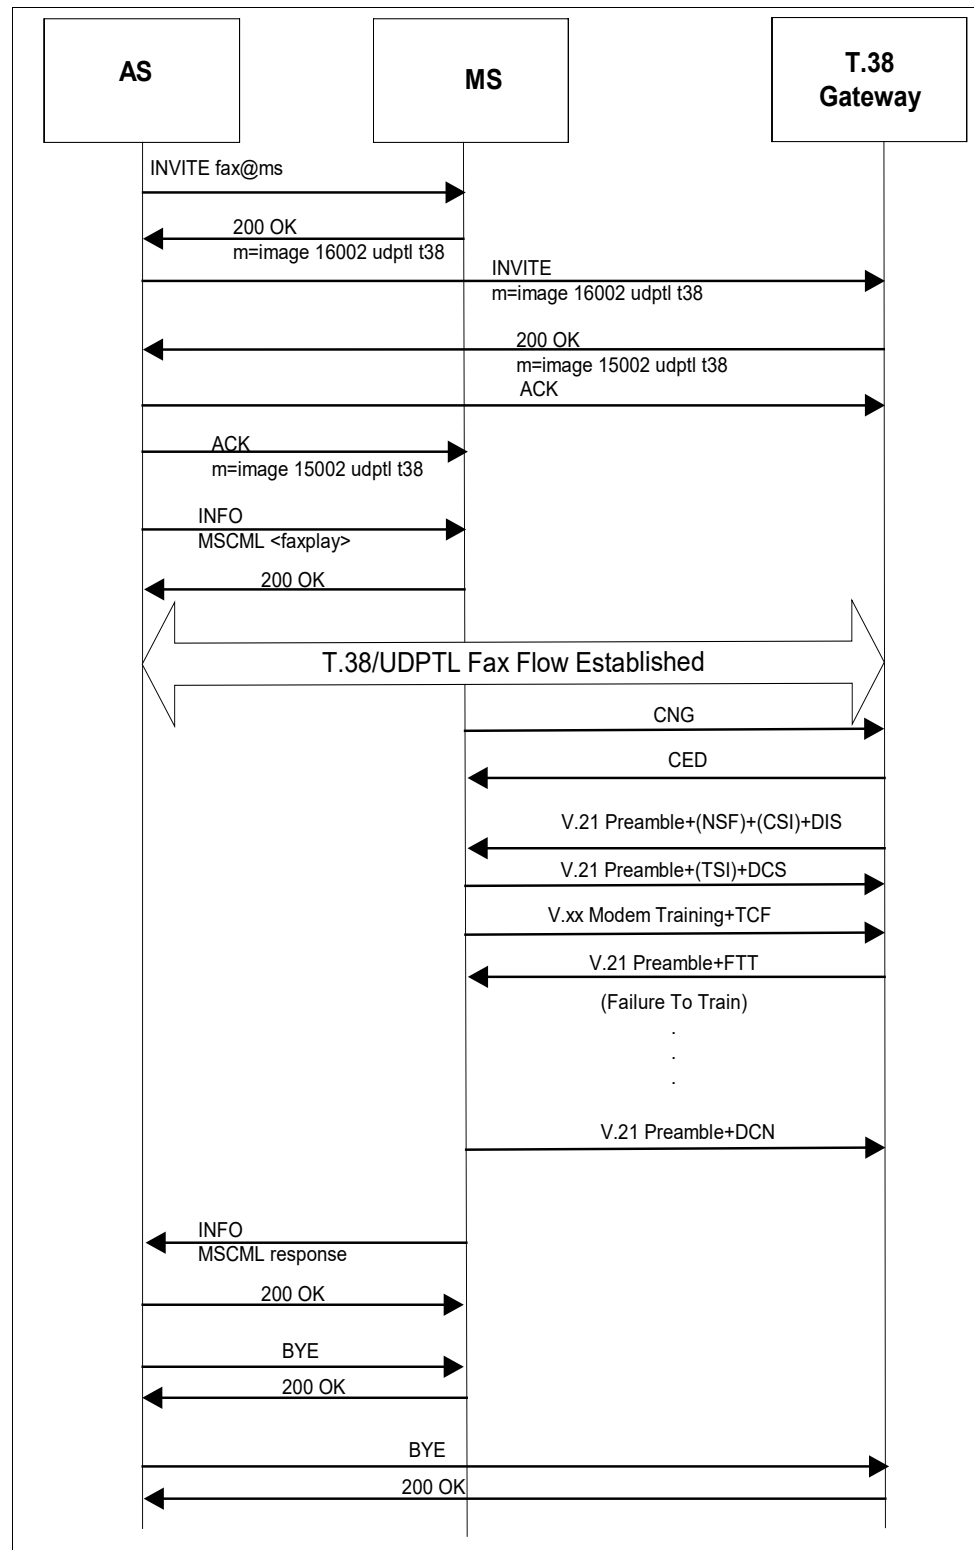 AS
MS
T.38
Gateway
INVITE fax@ms
200 OK
m=image 16002 udptl t38
INVITE
m=image 16002 udptl t38
200 OK
m=image 15002 udptl t38
ACK
ACK
m=image 15002 udptl t38
INFO
MSCML <faxplay>
200 OK
T.38/UDPTL Fax Flow Established
CNG
CED
V.21 Preamble+(NSF)+(CSI)+DIS
V.21 Preamble+(TSI)+DCS
V.xx Modem Training+TCF
V.21 Preamble+FTT
(Failure To Train)
.
.
.
V.21 Preamble+DCN
INFO
MSCML response
200 OK
BYE
200 OK
BYE
200 OK